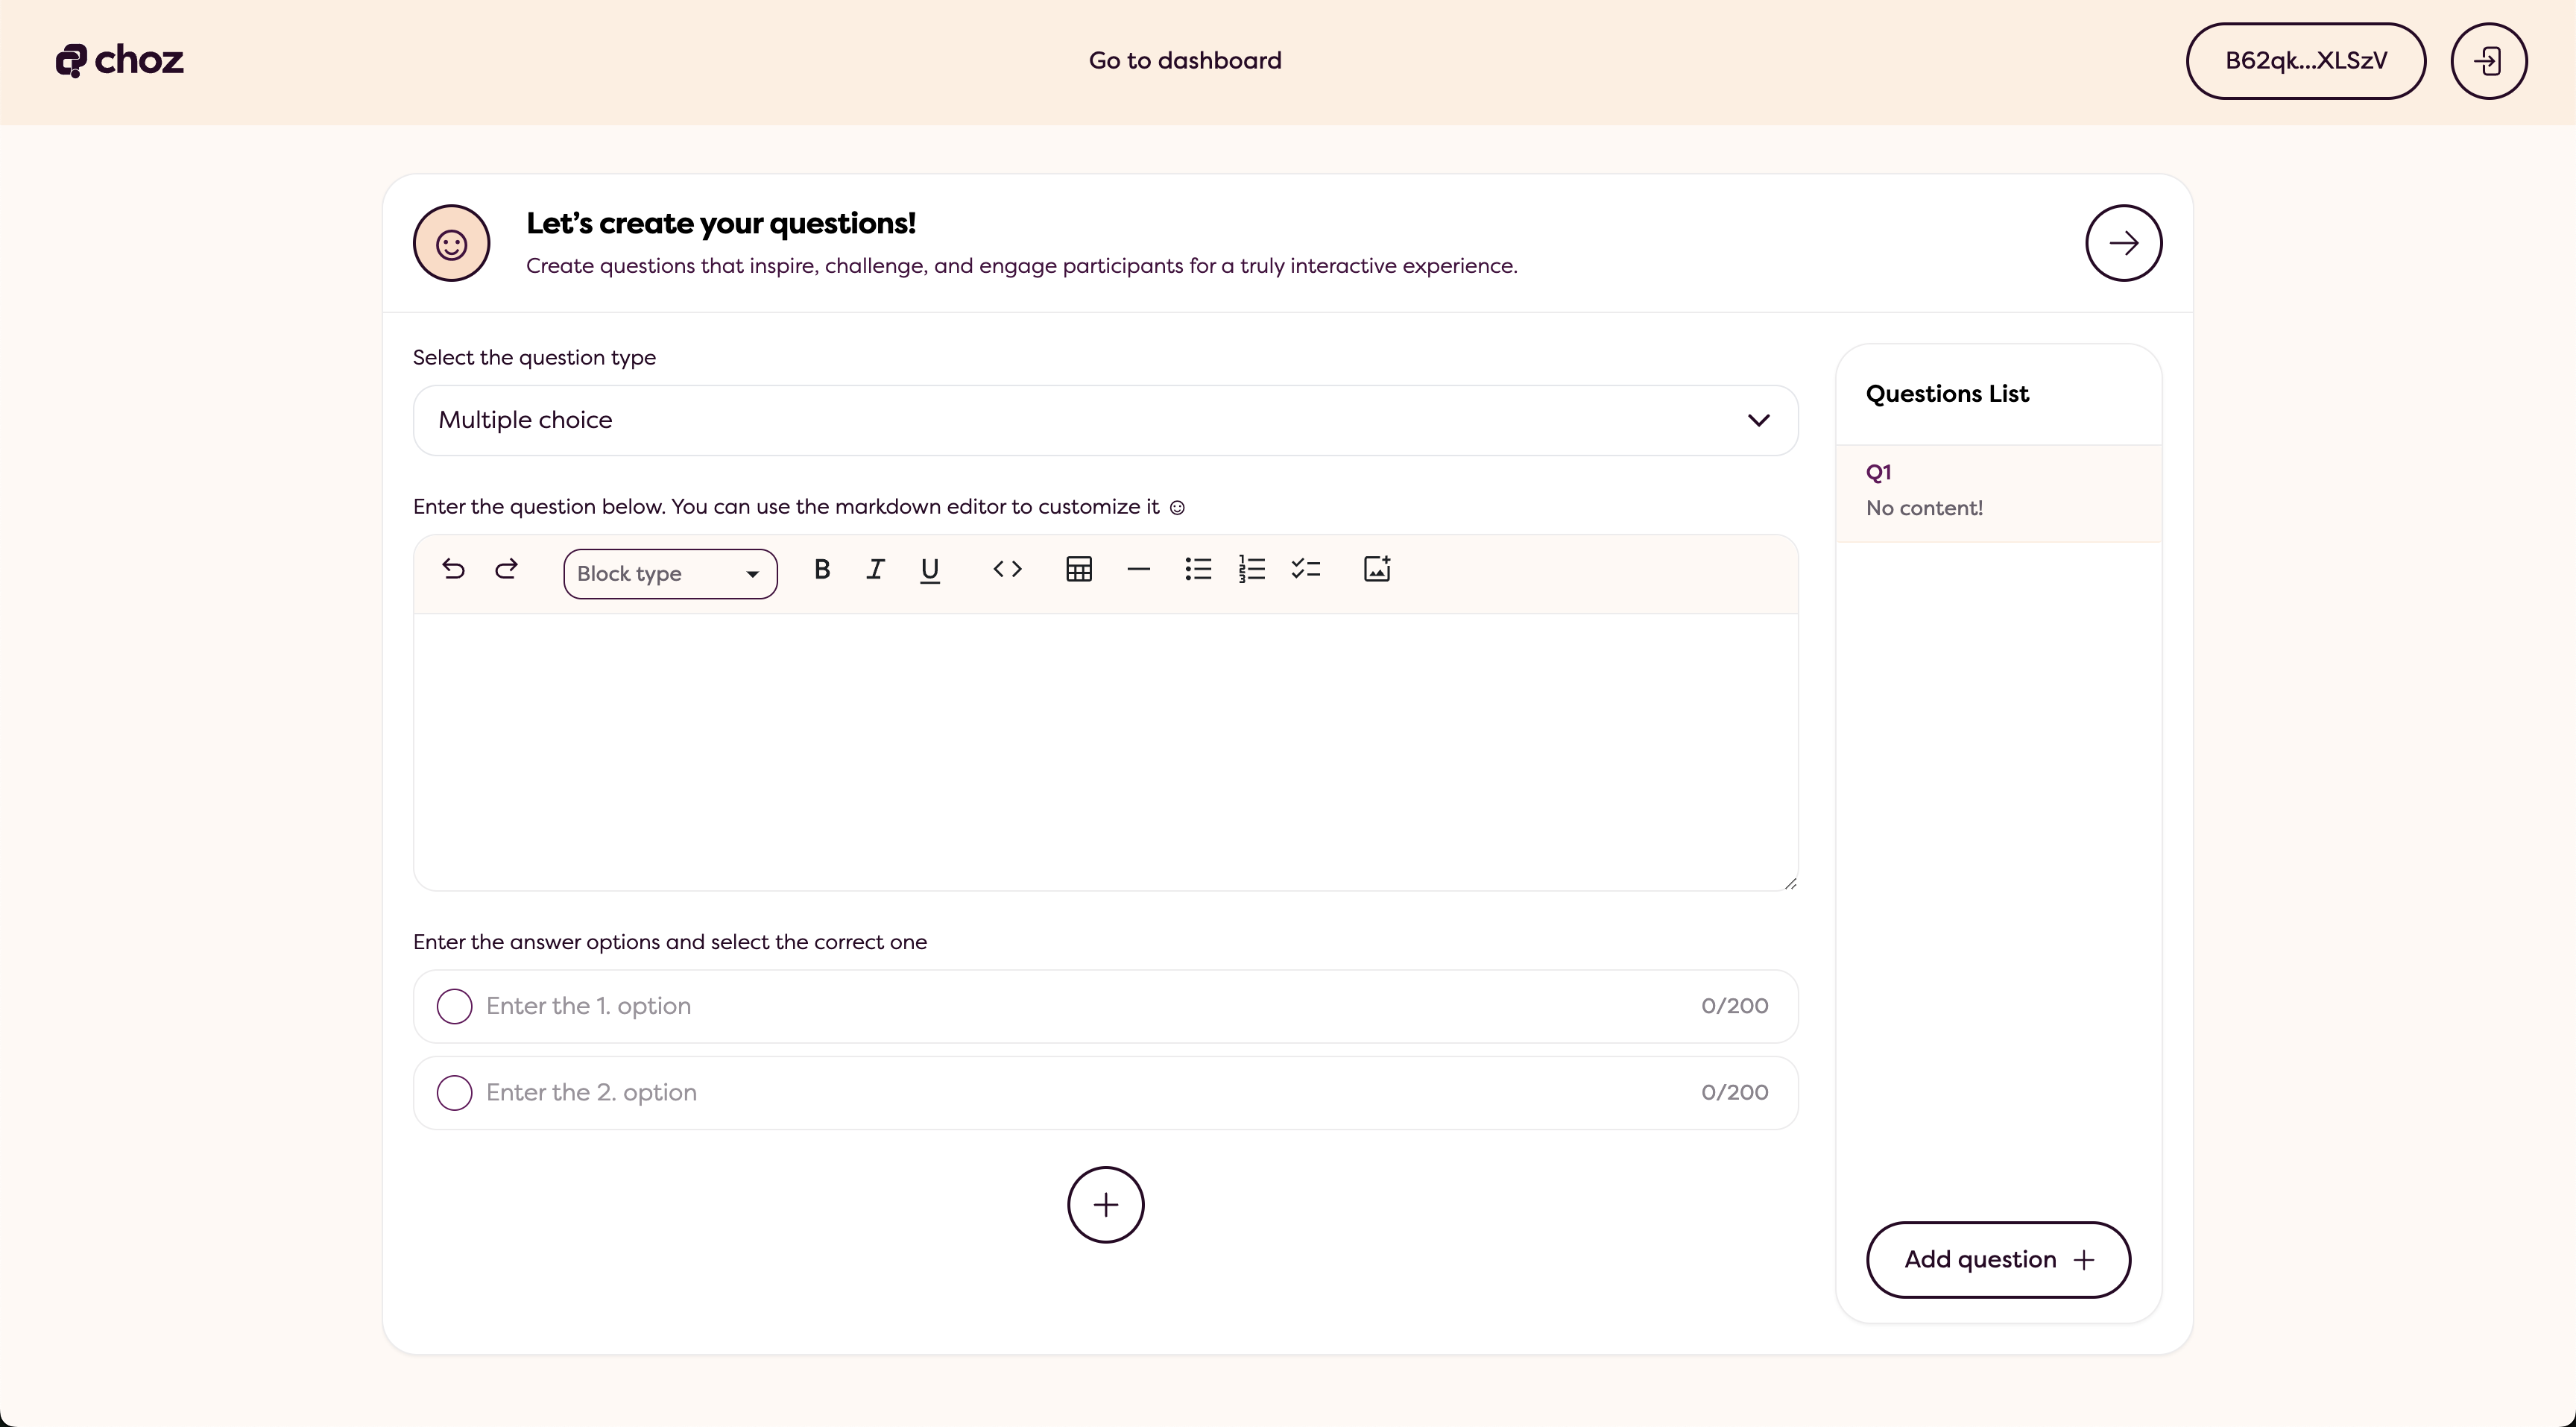 choz
Go to dashboard
B62qk...XLSzV
Let's create your questions!
Create questions that inspire, challenge, and engage participants for a truly interactive experience.
Select the question type
Multiple choice
Enter the question below. You can use the markdown editor to customize it ☺
Block type
B I U
Enter the answer options and select the correct one
Enter the 1. option 0/200
Enter the 2. option 0/200
Questions List
Q1
No content!
Add question +